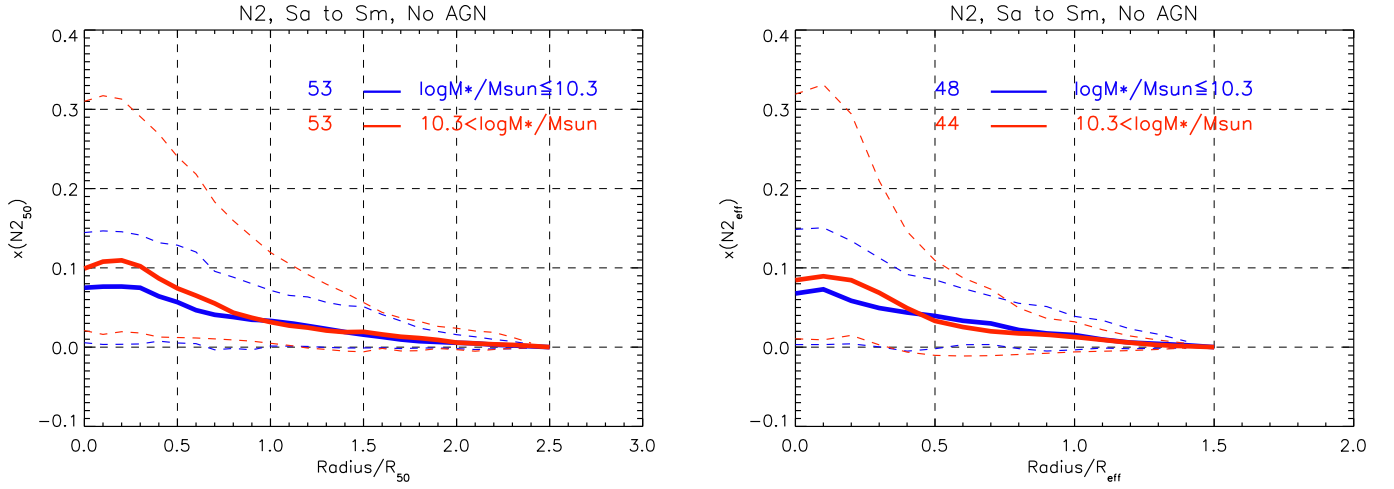 N2, Sa to Sm, No AGN
0.4
0.3
0.2
0.1
0.0
−0.1
x(N2₅₀)
53 logM*/Msun≦10.3
53 10.3<logM*/Msun
0.0 0.5 1.0 1.5 2.0 2.5 3.0
Radius/R₅₀
N2, Sa to Sm, No AGN
0.4
0.3
0.2
0.1
0.0
−0.1
x(N2eff)
48 logM*/Msun≦10.3
44 10.3<logM*/Msun
0.0 0.5 1.0 1.5 2.0
Radius/Reff